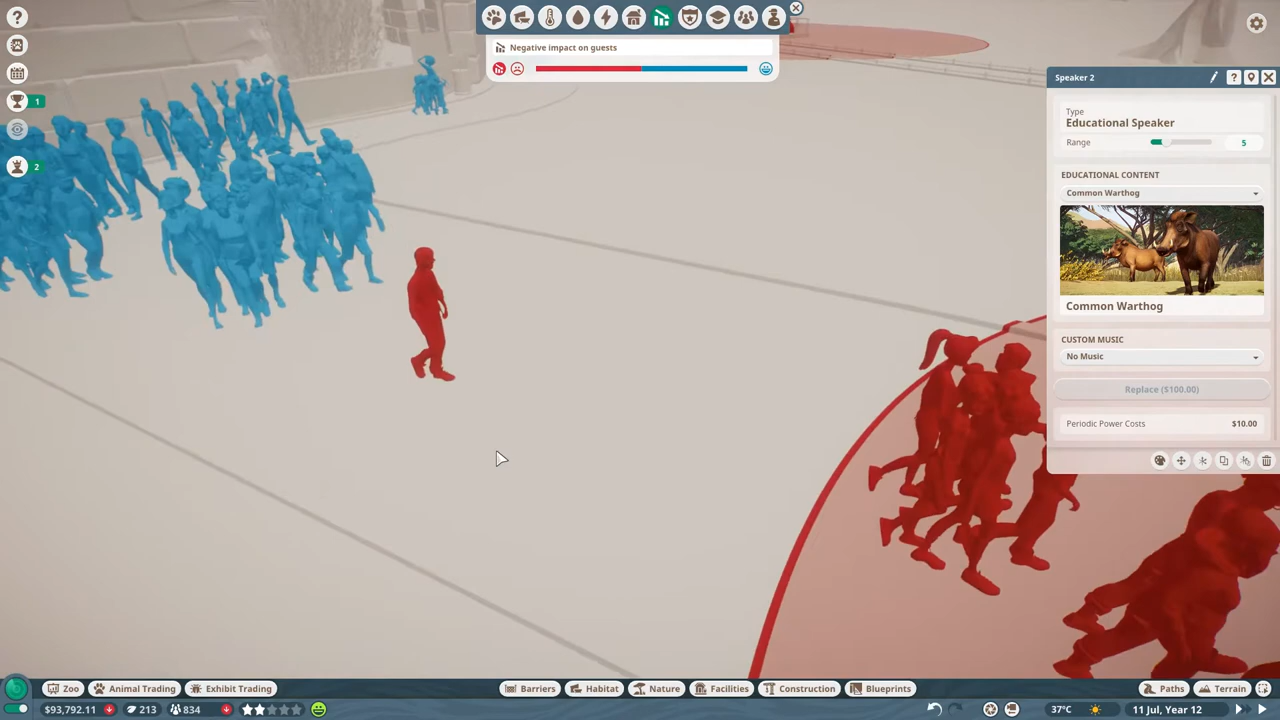 ?
1
2
Negative impact on guests
Speaker 2
?
Type
Educational Speaker
Range
5
EDUCATIONAL CONTENT
Common Warthog
Common Warthog
CUSTOM MUSIC
No Music
Replace ($100.00)
Periodic Power Costs $10.00
Zoo Animal Trading Exhibit Trading Barriers Habitat Nature Facilities Construction Blueprints Paths Terrain
$93,792.11 213 834 37°C 11 Jul, Year 12